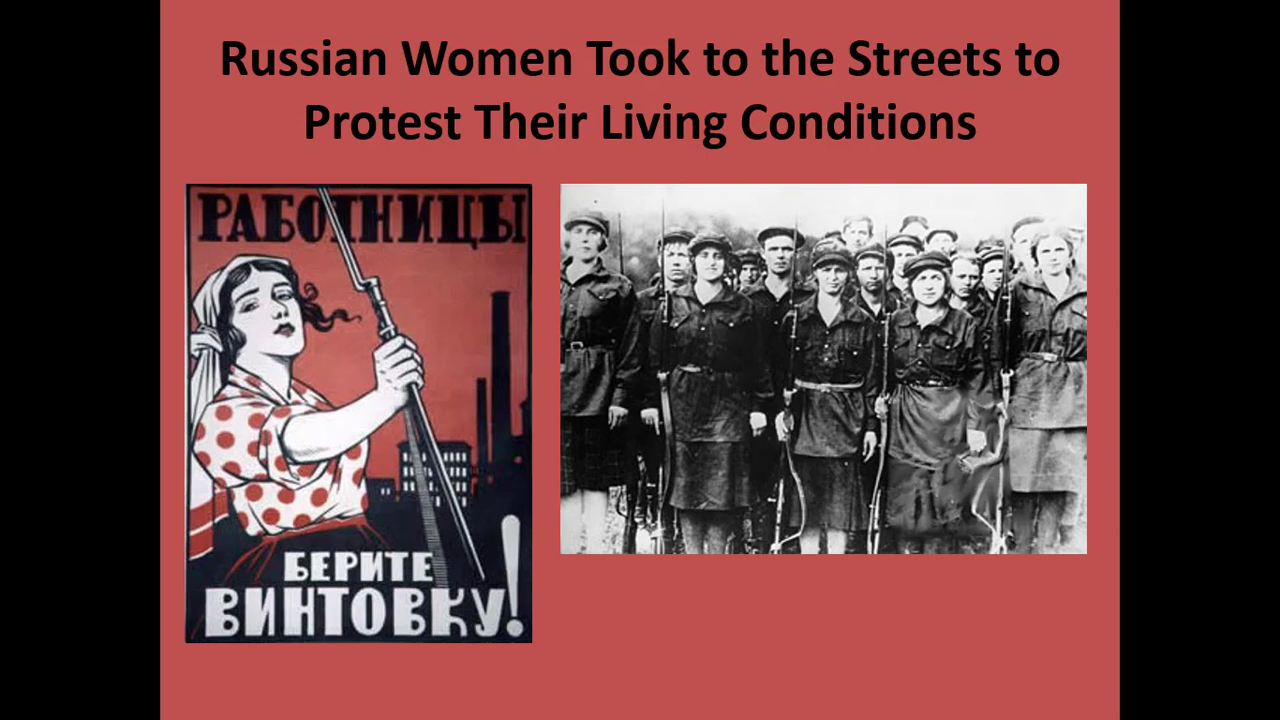 Russian Women Took to the Streets to
Protest Their Living Conditions
РАБОТНИЦЫ
БЕРИТЕ
ВИНТОВКУ!